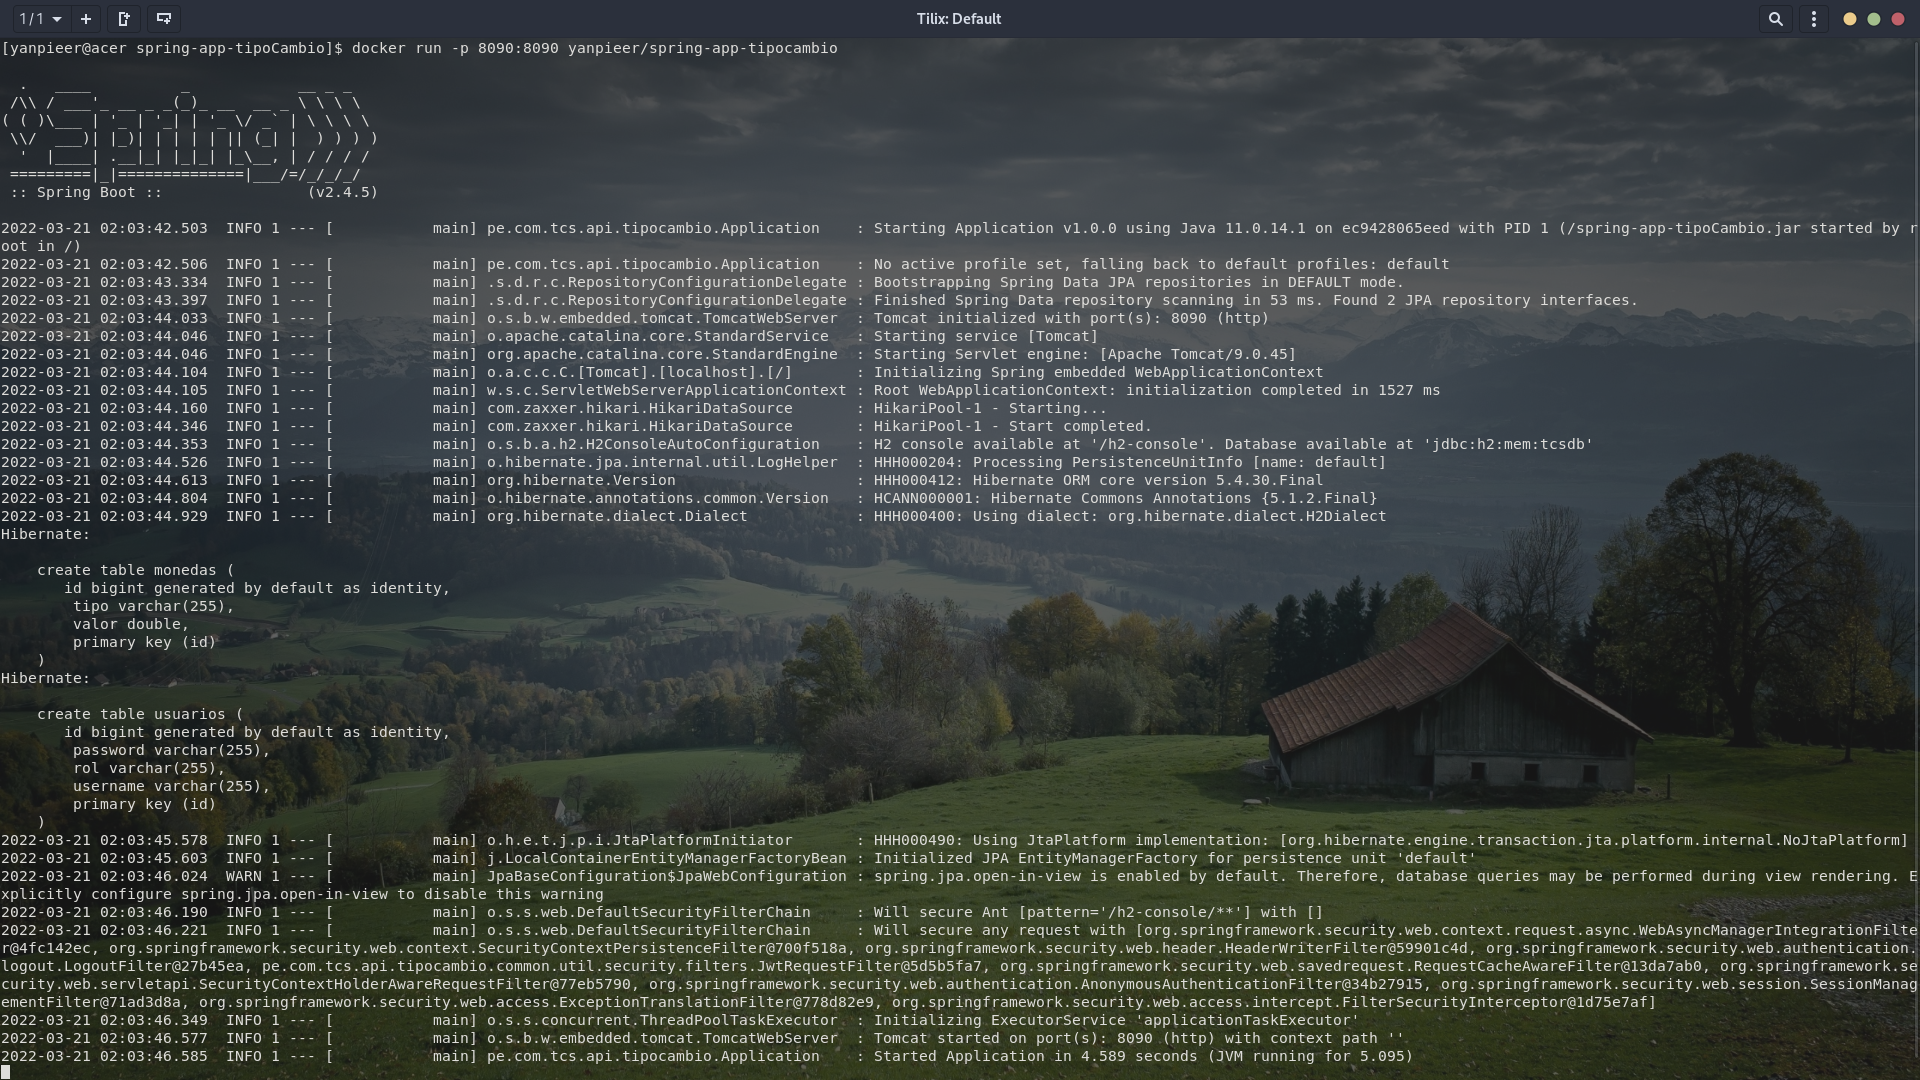 1/1
Tilix: Default
[yanpieer@acer spring-app-tipoCambio]$ docker run -p 8090:8090 yanpieer/spring-app-tipocambio
  .   ____          _            __ _ _
 /\\ / ___'_ __ _ _(_)_ __  __ _ \ \ \ \
( ( )\___ | '_ | '_| | '_ \/ _` | \ \ \ \
 \\/  ___)| |_)| | | | | || (_| |  ) ) ) )
  '  |____| .__|_| |_|_| |_\__, | / / / /
 =========|_|==============|___/=/_/_/_/
 :: Spring Boot ::                (v2.4.5)
2022-03-21 02:03:42.503  INFO 1 --- [           main] pe.com.tcs.api.tipocambio.Application    : Starting Application v1.0.0 using Java 11.0.14.1 on ec9428065eed with PID 1 (/spring-app-tipoCambio.jar started by r
oot in /)
2022-03-21 02:03:42.506  INFO 1 --- [           main] pe.com.tcs.api.tipocambio.Application    : No active profile set, falling back to default profiles: default
2022-03-21 02:03:43.334  INFO 1 --- [           main] .s.d.r.c.RepositoryConfigurationDelegate : Bootstrapping Spring Data JPA repositories in DEFAULT mode.
2022-03-21 02:03:43.397  INFO 1 --- [           main] .s.d.r.c.RepositoryConfigurationDelegate : Finished Spring Data repository scanning in 53 ms. Found 2 JPA repository interfaces.
2022-03-21 02:03:44.033  INFO 1 --- [           main] o.s.b.w.embedded.tomcat.TomcatWebServer  : Tomcat initialized with port(s): 8090 (http)
2022-03-21 02:03:44.046  INFO 1 --- [           main] o.apache.catalina.core.StandardService   : Starting service [Tomcat]
2022-03-21 02:03:44.046  INFO 1 --- [           main] org.apache.catalina.core.StandardEngine  : Starting Servlet engine: [Apache Tomcat/9.0.45]
2022-03-21 02:03:44.104  INFO 1 --- [           main] o.a.c.c.C.[Tomcat].[localhost].[/]       : Initializing Spring embedded WebApplicationContext
2022-03-21 02:03:44.105  INFO 1 --- [           main] w.s.c.ServletWebServerApplicationContext : Root WebApplicationContext: initialization completed in 1527 ms
2022-03-21 02:03:44.160  INFO 1 --- [           main] com.zaxxer.hikari.HikariDataSource       : HikariPool-1 - Starting...
2022-03-21 02:03:44.346  INFO 1 --- [           main] com.zaxxer.hikari.HikariDataSource       : HikariPool-1 - Start completed.
2022-03-21 02:03:44.353  INFO 1 --- [           main] o.s.b.a.h2.H2ConsoleAutoConfiguration    : H2 console available at '/h2-console'. Database available at 'jdbc:h2:mem:tcsdb'
2022-03-21 02:03:44.526  INFO 1 --- [           main] o.hibernate.jpa.internal.util.LogHelper  : HHH000204: Processing PersistenceUnitInfo [name: default]
2022-03-21 02:03:44.613  INFO 1 --- [           main] org.hibernate.Version                    : HHH000412: Hibernate ORM core version 5.4.30.Final
2022-03-21 02:03:44.804  INFO 1 --- [           main] o.hibernate.annotations.common.Version   : HCANN000001: Hibernate Commons Annotations {5.1.2.Final}
2022-03-21 02:03:44.929  INFO 1 --- [           main] org.hibernate.dialect.Dialect            : HHH000400: Using dialect: org.hibernate.dialect.H2Dialect
Hibernate:
    create table monedas (
       id bigint generated by default as identity,
        tipo varchar(255),
        valor double,
        primary key (id)
    )
Hibernate:
    create table usuarios (
       id bigint generated by default as identity,
        password varchar(255),
        rol varchar(255),
        username varchar(255),
        primary key (id)
    )
2022-03-21 02:03:45.578  INFO 1 --- [           main] o.h.e.t.j.p.i.JtaPlatformInitiator       : HHH000490: Using JtaPlatform implementation: [org.hibernate.engine.transaction.jta.platform.internal.NoJtaPlatform]
2022-03-21 02:03:45.603  INFO 1 --- [           main] j.LocalContainerEntityManagerFactoryBean : Initialized JPA EntityManagerFactory for persistence unit 'default'
2022-03-21 02:03:46.024  WARN 1 --- [           main] JpaBaseConfiguration$JpaWebConfiguration : spring.jpa.open-in-view is enabled by default. Therefore, database queries may be performed during view rendering. E
xplicitly configure spring.jpa.open-in-view to disable this warning
2022-03-21 02:03:46.190  INFO 1 --- [           main] o.s.s.web.DefaultSecurityFilterChain     : Will secure Ant [pattern='/h2-console/**'] with []
2022-03-21 02:03:46.221  INFO 1 --- [           main] o.s.s.web.DefaultSecurityFilterChain     : Will secure any request with [org.springframework.security.web.context.request.async.WebAsyncManagerIntegrationFilte
r@4fc142ec, org.springframework.security.web.context.SecurityContextPersistenceFilter@700f518a, org.springframework.security.web.header.HeaderWriterFilter@59901c4d, org.springframework.security.web.authentication.
logout.LogoutFilter@27b45ea, pe.com.tcs.api.tipocambio.common.util.security.filters.JwtRequestFilter@5d5b5fa7, org.springframework.security.web.savedrequest.RequestCacheAwareFilter@13da7ab0, org.springframework.se
curity.web.servletapi.SecurityContextHolderAwareRequestFilter@77eb5790, org.springframework.security.web.authentication.AnonymousAuthenticationFilter@34b27915, org.springframework.security.web.session.SessionManag
ementFilter@71ad3d8a, org.springframework.security.web.access.ExceptionTranslationFilter@778d82e9, org.springframework.security.web.access.intercept.FilterSecurityInterceptor@1d75e7af]
2022-03-21 02:03:46.349  INFO 1 --- [           main] o.s.s.concurrent.ThreadPoolTaskExecutor  : Initializing ExecutorService 'applicationTaskExecutor'
2022-03-21 02:03:46.577  INFO 1 --- [           main] o.s.b.w.embedded.tomcat.TomcatWebServer  : Tomcat started on port(s): 8090 (http) with context path ''
2022-03-21 02:03:46.585  INFO 1 --- [           main] pe.com.tcs.api.tipocambio.Application    : Started Application in 4.589 seconds (JVM running for 5.095)